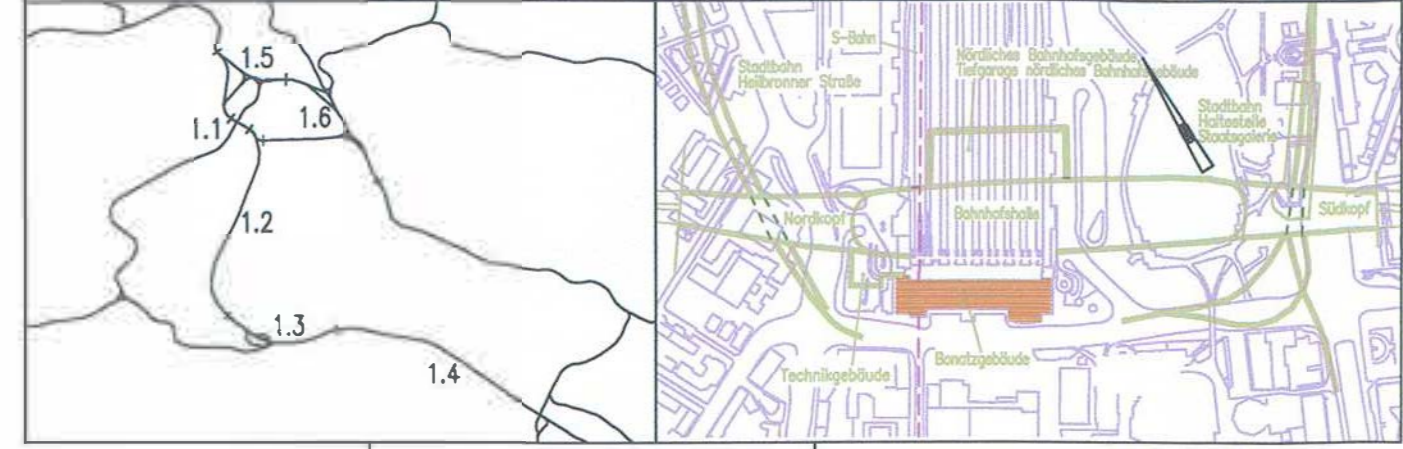 1.5
1.6
1.1
1.2
1.3
1.4
S-Bahn
Nördliches Bahnhofsgebäude
Tiefgarage nördliches Bahnhofsgebäude
Stadtbahn
Heilbronner Straße
Stadtbahn
Haltestelle
Staatsgalerie
Nordkopf
Bahnhofshalle
Südkopf
Technikgebäude
Bonatzgebäude